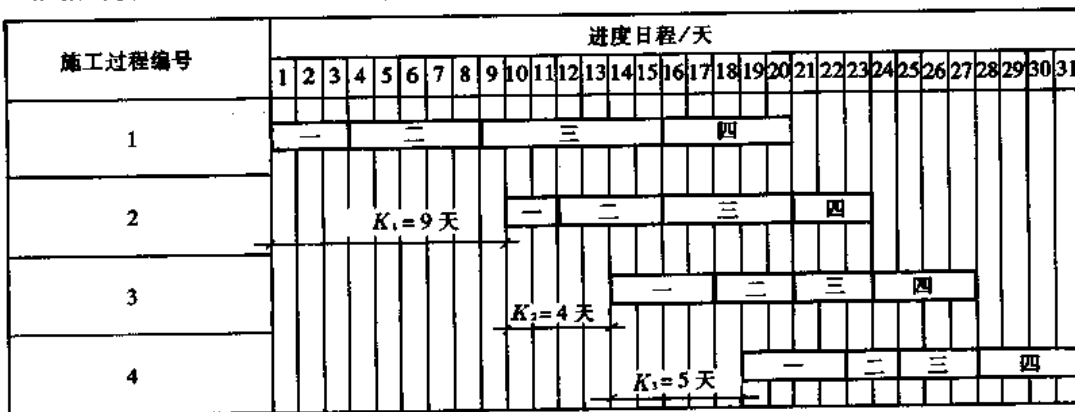 施工过程编号
进度日程/天
1 2 3 4 5 6 7 8 9 10 11 12 13 14 15 16 17 18 19 20 21 22 23 24 25 26 27 28 29 30 31
1
一 二 三 四
2
一 二 三 四
K₁=9 天
3
一 二 三 四
K₂=4 天
4
一 二 三 四
K₃=5 天